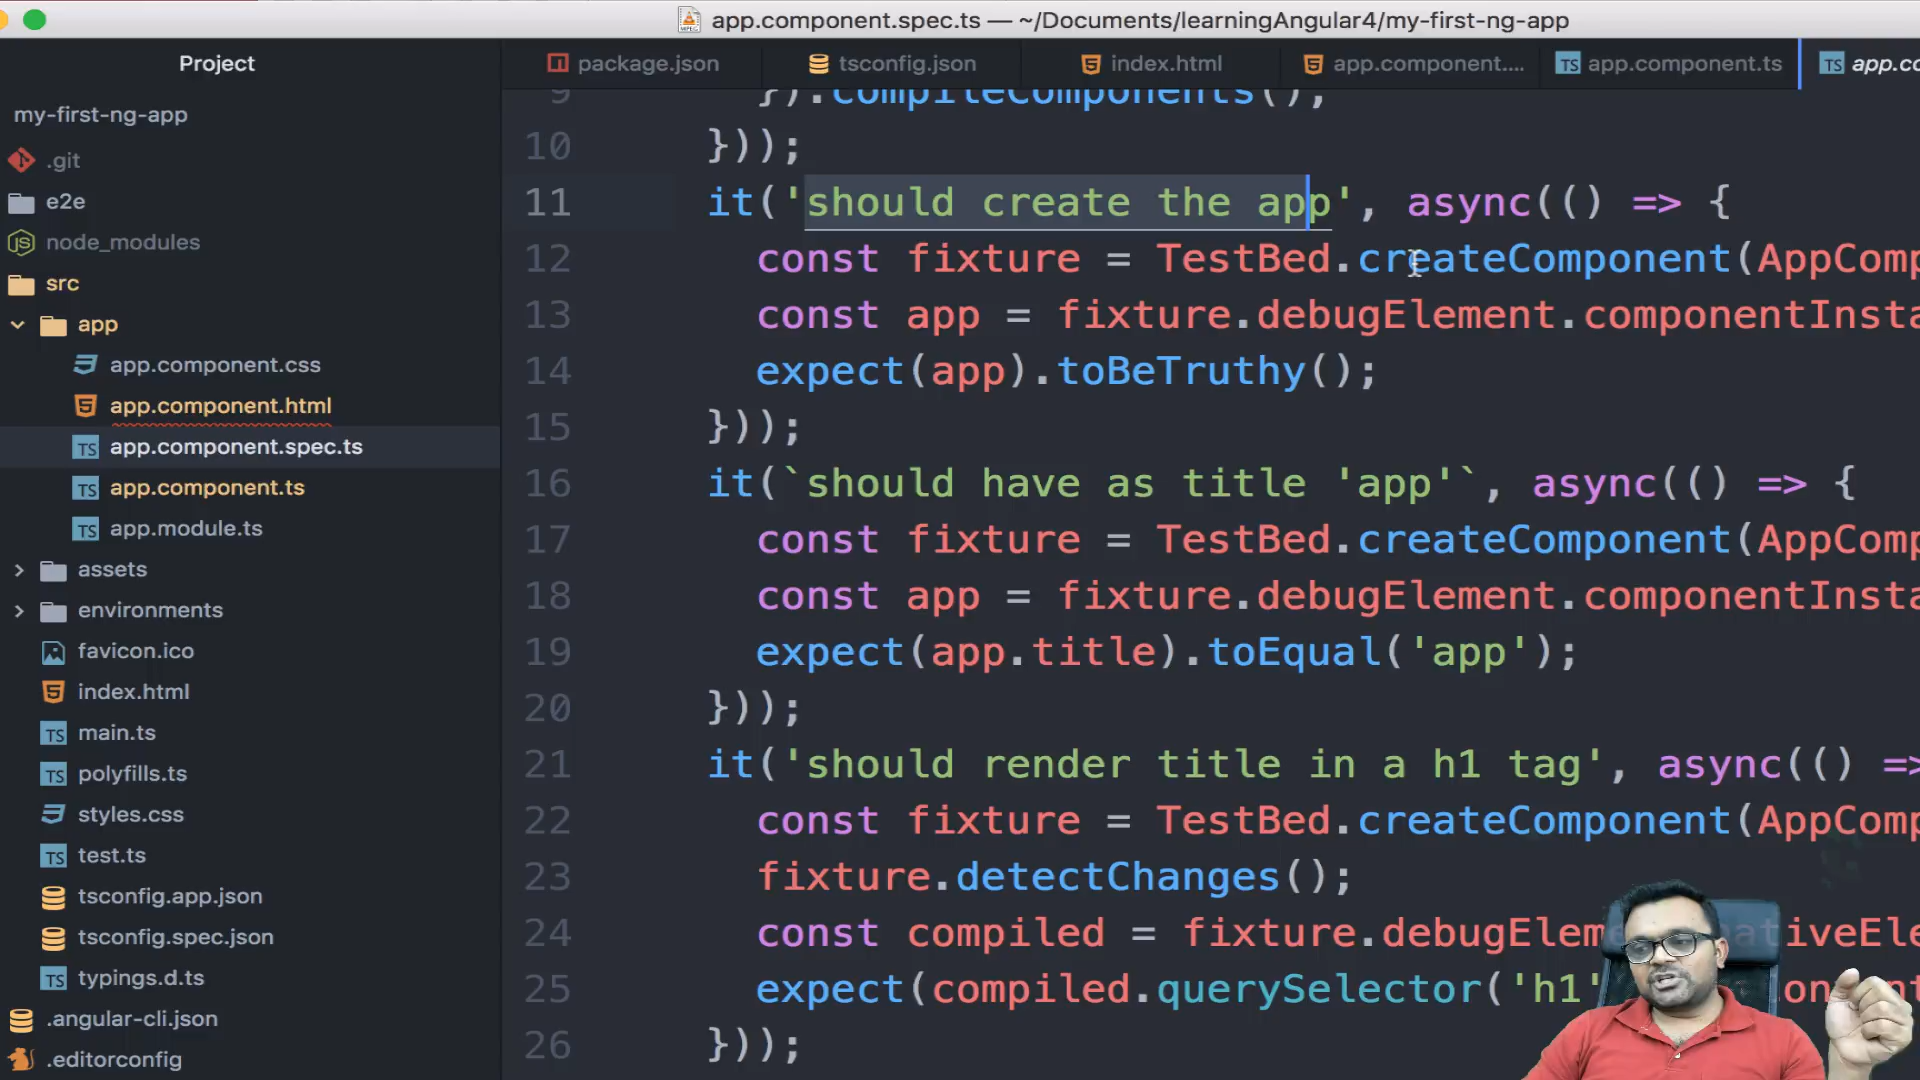 app.component.spec.ts — ~/Documents/learningAngular4/my-first-ng-app
Project
package.json
tsconfig.json
index.html
app.component....
app.component.ts
app.co
my-first-ng-app
.git
e2e
node_modules
src
app
app.component.css
app.component.html
app.component.spec.ts
app.component.ts
app.module.ts
assets
environments
favicon.ico
index.html
main.ts
polyfills.ts
styles.css
test.ts
tsconfig.app.json
tsconfig.spec.json
typings.d.ts
.angular-cli.json
.editorconfig
9 }).compileComponents();
10 }));
11 it('should create the app', async(() => {
12 const fixture = TestBed.createComponent(AppComp
13 const app = fixture.debugElement.componentInsta
14 expect(app).toBeTruthy();
15 }));
16 it(`should have as title 'app'`, async(() => {
17 const fixture = TestBed.createComponent(AppComp
18 const app = fixture.debugElement.componentInsta
19 expect(app.title).toEqual('app');
20 }));
21 it('should render title in a h1 tag', async(() =>
22 const fixture = TestBed.createComponent(AppComp
23 fixture.detectChanges();
24 const compiled = fixture.debugElem
25 expect(compiled.querySelector('h1'
26 }));